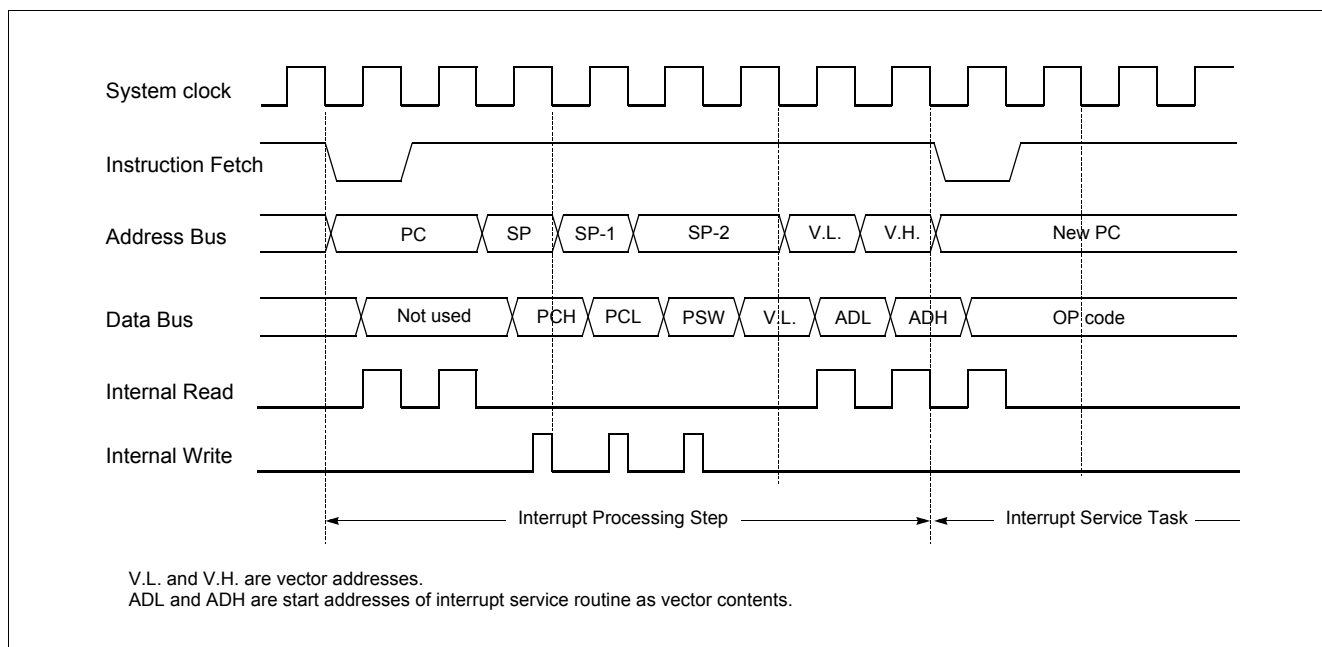 System clock
Instruction Fetch
Address Bus PC SP SP-1 SP-2 V.L. V.H. New PC
Data Bus Not used PCH PCL PSW V.L. ADL ADH OP code
Internal Read
Internal Write
Interrupt Processing Step Interrupt Service Task
V.L. and V.H. are vector addresses.
ADL and ADH are start addresses of interrupt service routine as vector contents.